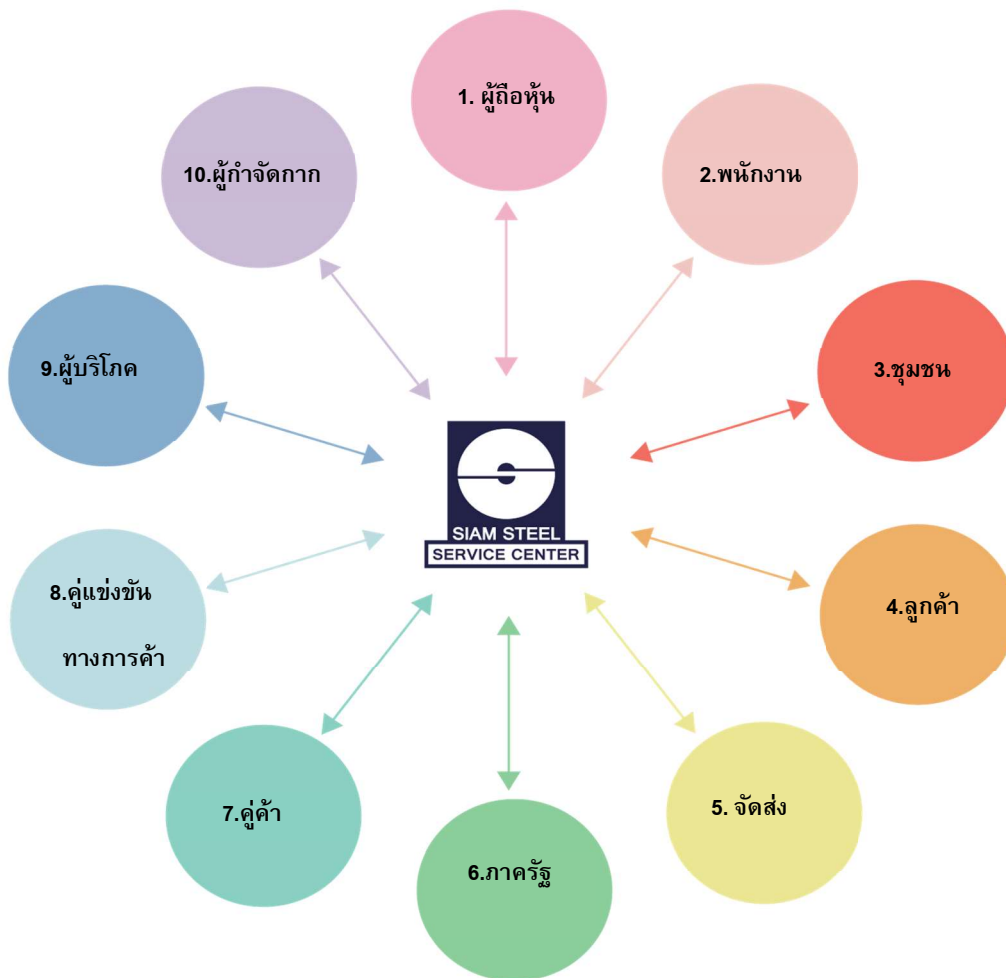 1. ผู้ถือหุ้น
2.พนักงาน
3.ชุมชน
4.ลูกค้า
5. จัดส่ง
6.ภาครัฐ
7.คู่ค้า
8.คู่แข่งขัน
ทางการค้า
9.ผู้บริโภค
10.ผู้กำจัดกาก
SIAM STEEL
SERVICE CENTER